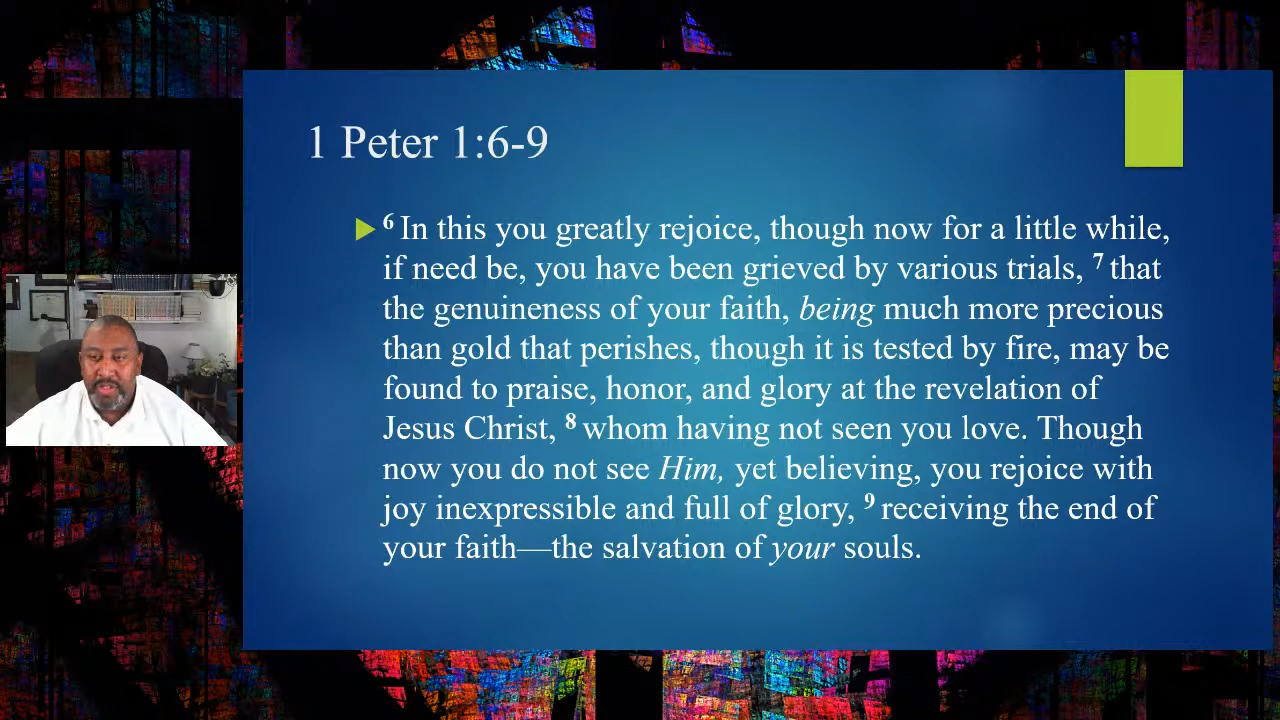 1 Peter 1:6-9
6 In this you greatly rejoice, though now for a little while,
if need be, you have been grieved by various trials, 7 that
the genuineness of your faith, being much more precious
than gold that perishes, though it is tested by fire, may be
found to praise, honor, and glory at the revelation of
Jesus Christ, 8 whom having not seen you love. Though
now you do not see Him, yet believing, you rejoice with
joy inexpressible and full of glory, 9 receiving the end of
your faith—the salvation of your souls.